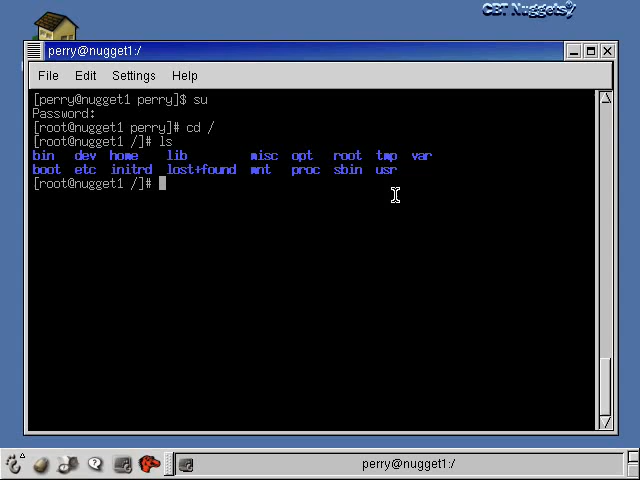 CBT Nuggets
perry@nugget1:/
File Edit Settings Help
[perry@nugget1 perry]$ su
Password:
[root@nugget1 perry]# cd /
[root@nugget1 /]# ls
bin dev home lib misc opt root tmp var
boot etc initrd lost+found mnt proc sbin usr
[root@nugget1 /]#
perry@nugget1:/